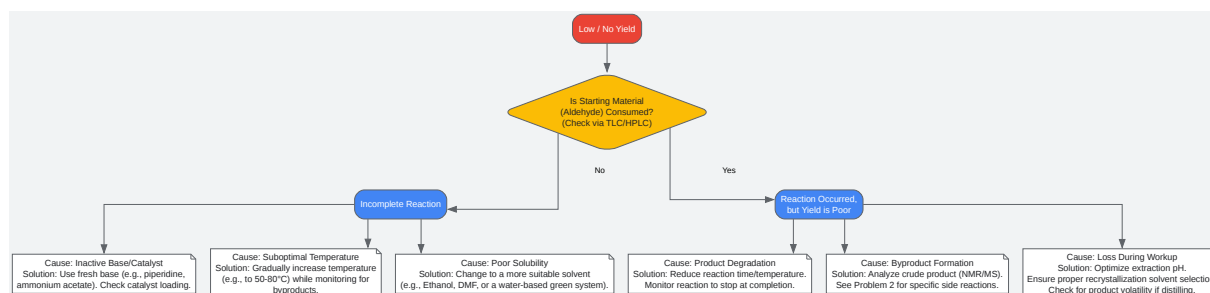 Low / No Yield
Is Starting Material
(Aldehyde) Consumed?
(Check via TLC/HPLC)
No
Yes
Incomplete Reaction
Reaction Occurred,
but Yield is Poor
Cause: Inactive Base/Catalyst
Solution: Use fresh base (e.g., piperidine,
ammonium acetate). Check catalyst loading.
Cause: Suboptimal Temperature
Solution: Gradually increase temperature
(e.g., to 50-80°C) while monitoring for
byproducts.
Cause: Poor Solubility
Solution: Change to a more suitable solvent
(e.g., Ethanol, DMF, or a water-based green system).
Cause: Product Degradation
Solution: Reduce reaction time/temperature.
Monitor reaction to stop at completion.
Cause: Byproduct Formation
Solution: Analyze crude product (NMR/MS).
See Problem 2 for specific side reactions.
Cause: Loss During Workup
Solution: Optimize extraction pH.
Ensure proper recrystallization solvent selectio
Check for product volatility if distilling.